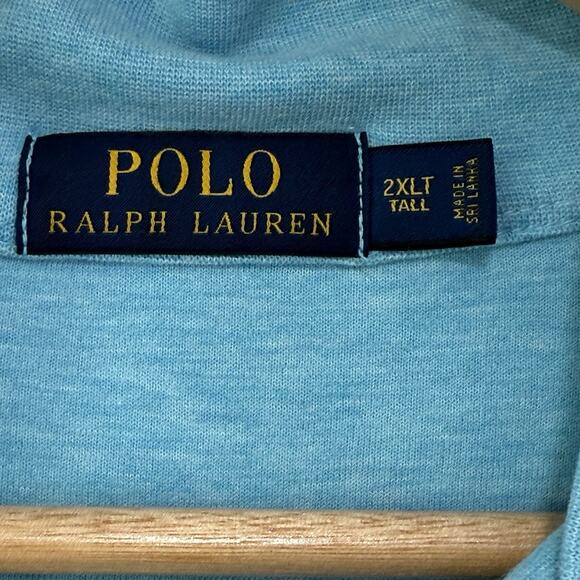 POLO
RALPH LAUREN
2XLT
TALL
MADE IN
SRI LANKA